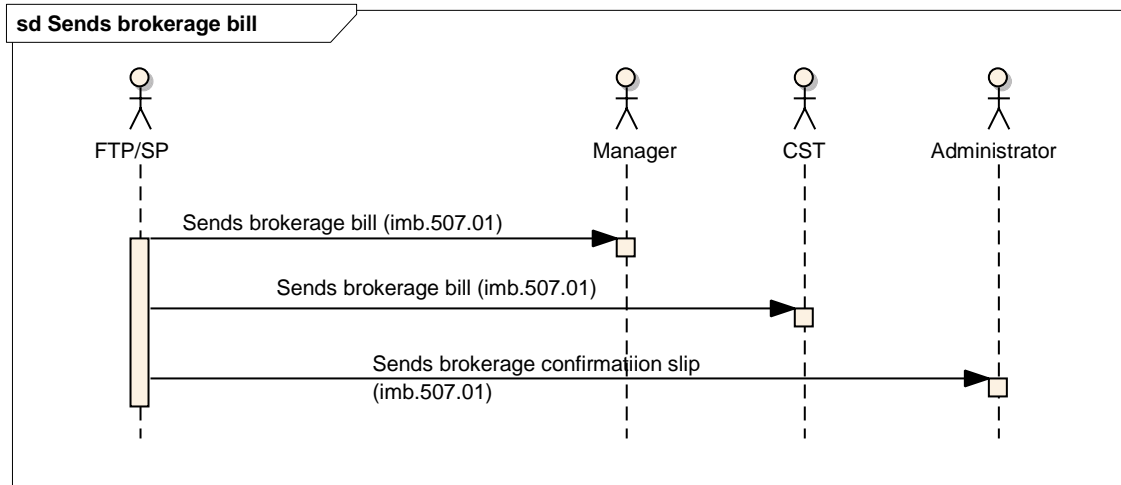 sd Sends brokerage bill
FTP/SP
Manager
CST
Administrator
Sends brokerage bill (imb.507.01)
Sends brokerage bill (imb.507.01)
Sends brokerage confirmatiion slip
(imb.507.01)